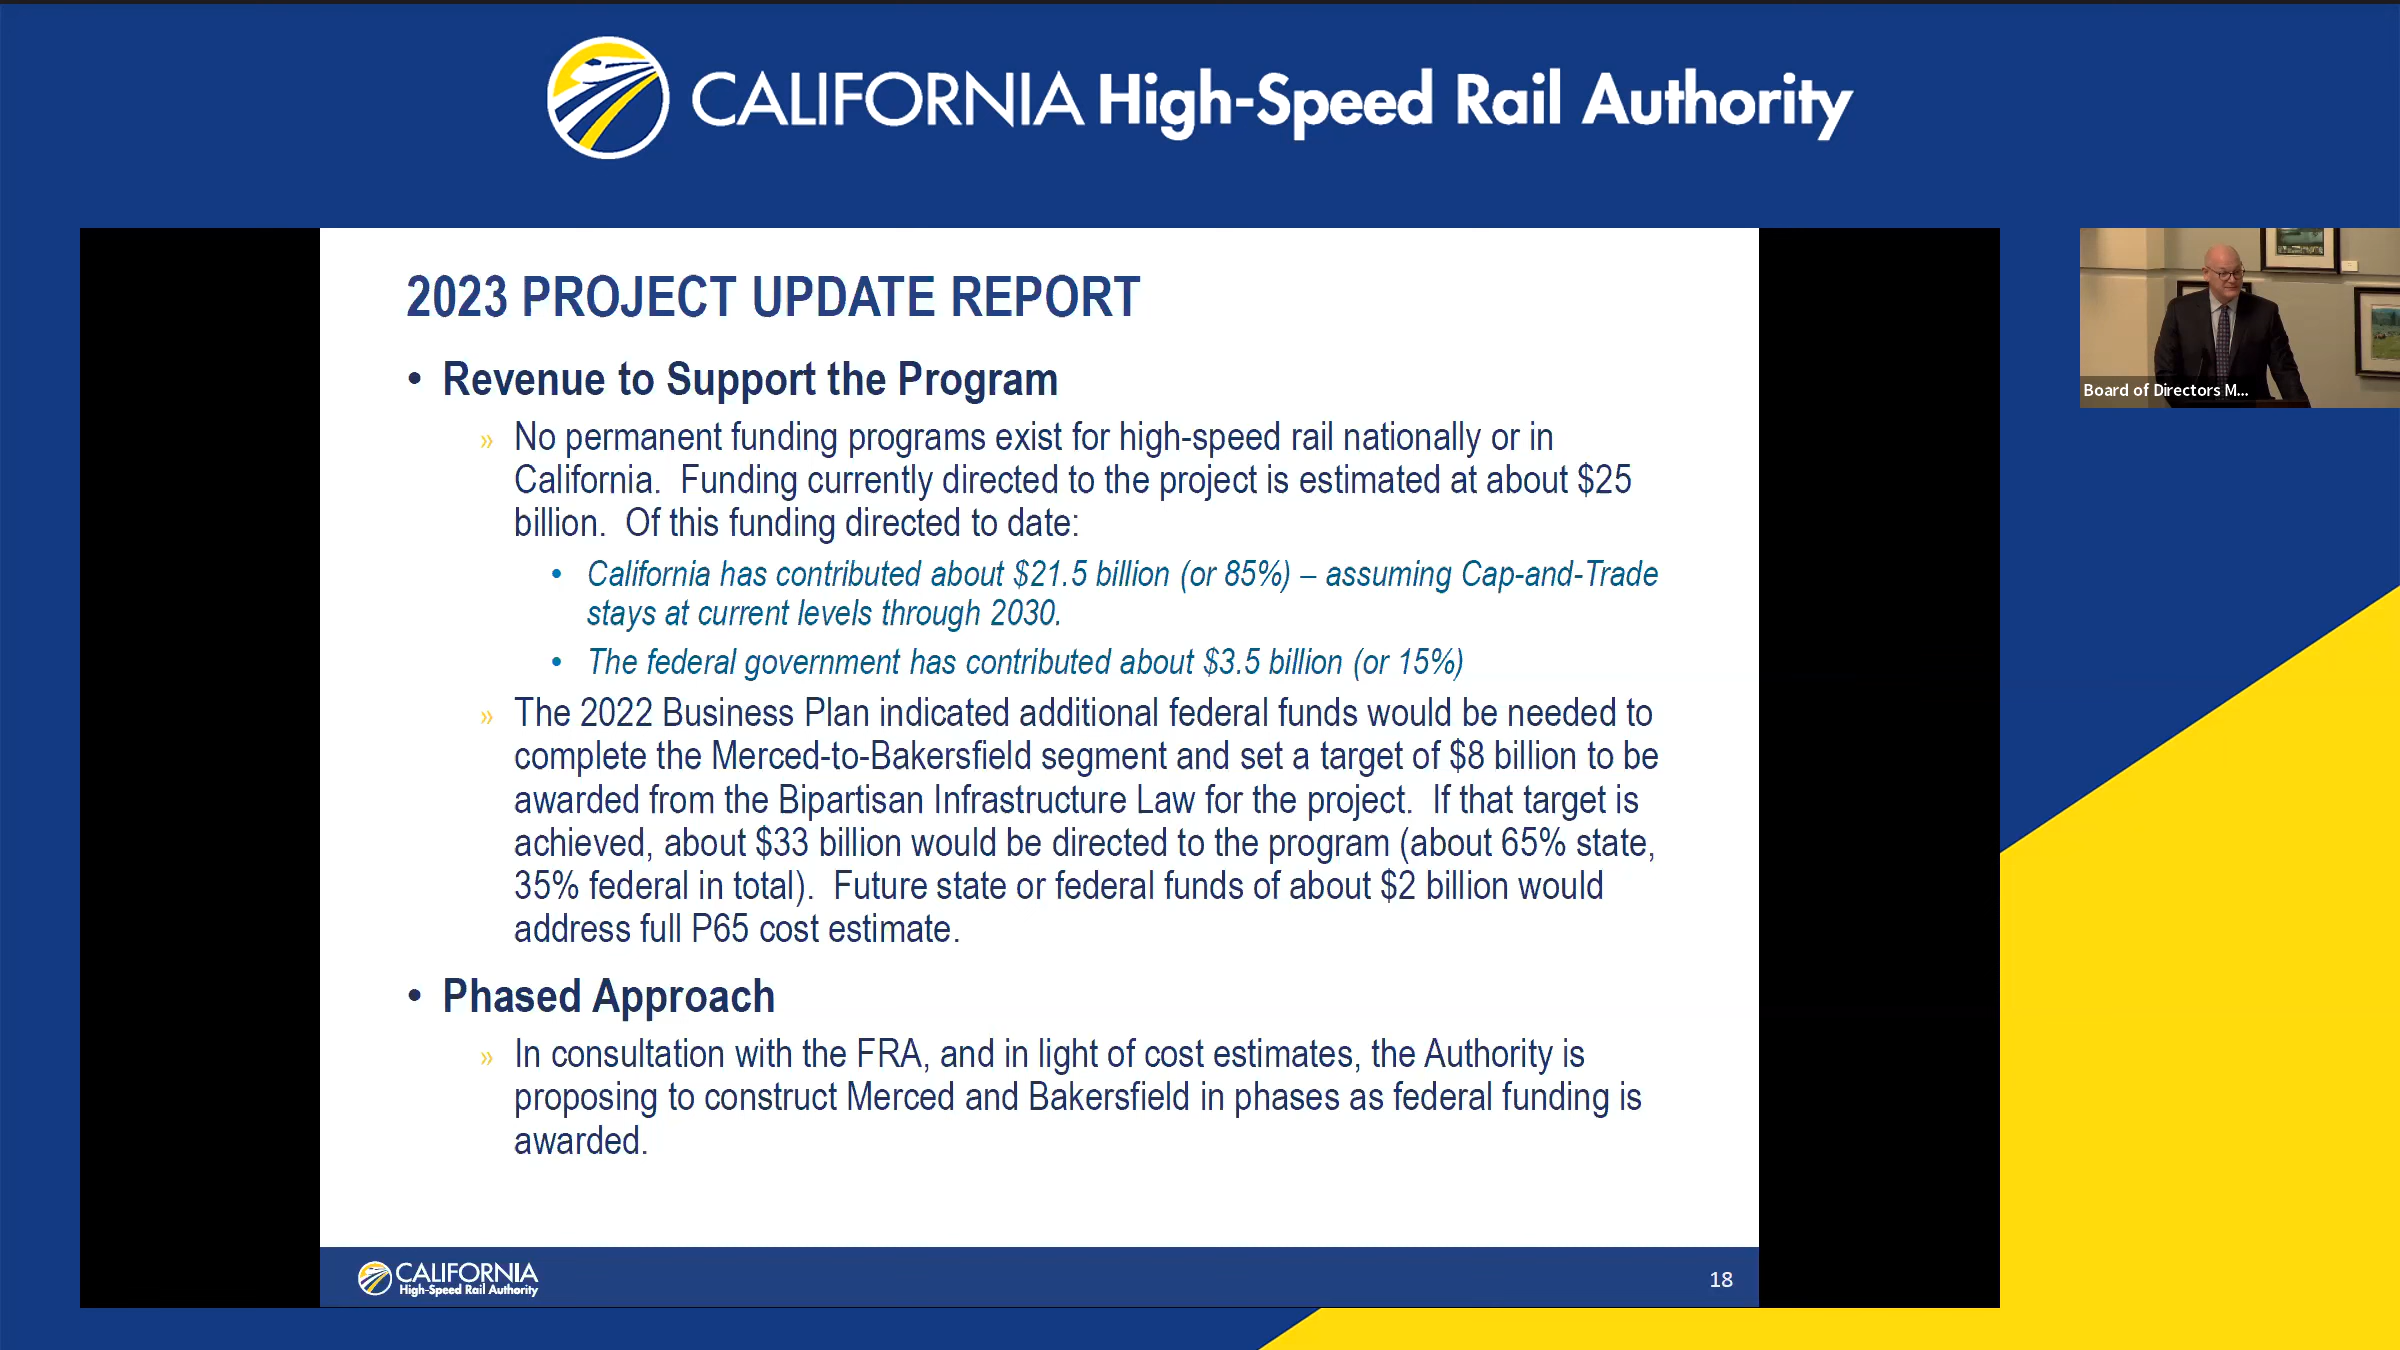 CALIFORNIA High-Speed Rail Authority
2023 PROJECT UPDATE REPORT
• Revenue to Support the Program
» No permanent funding programs exist for high-speed rail nationally or in
California. Funding currently directed to the project is estimated at about $25
billion. Of this funding directed to date:
• California has contributed about $21.5 billion (or 85%) – assuming Cap-and-Trade
stays at current levels through 2030.
• The federal government has contributed about $3.5 billion (or 15%)
» The 2022 Business Plan indicated additional federal funds would be needed to
complete the Merced-to-Bakersfield segment and set a target of $8 billion to be
awarded from the Bipartisan Infrastructure Law for the project. If that target is
achieved, about $33 billion would be directed to the program (about 65% state,
35% federal in total). Future state or federal funds of about $2 billion would
address full P65 cost estimate.
• Phased Approach
» In consultation with the FRA, and in light of cost estimates, the Authority is
proposing to construct Merced and Bakersfield in phases as federal funding is
awarded.
CALIFORNIA
High-Speed Rail Authority
18
Board of Directors M...